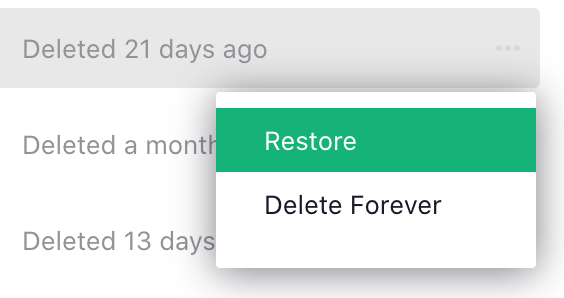 Deleted 21 days ago
Deleted a month
Restore
Delete Forever
Deleted 13 days